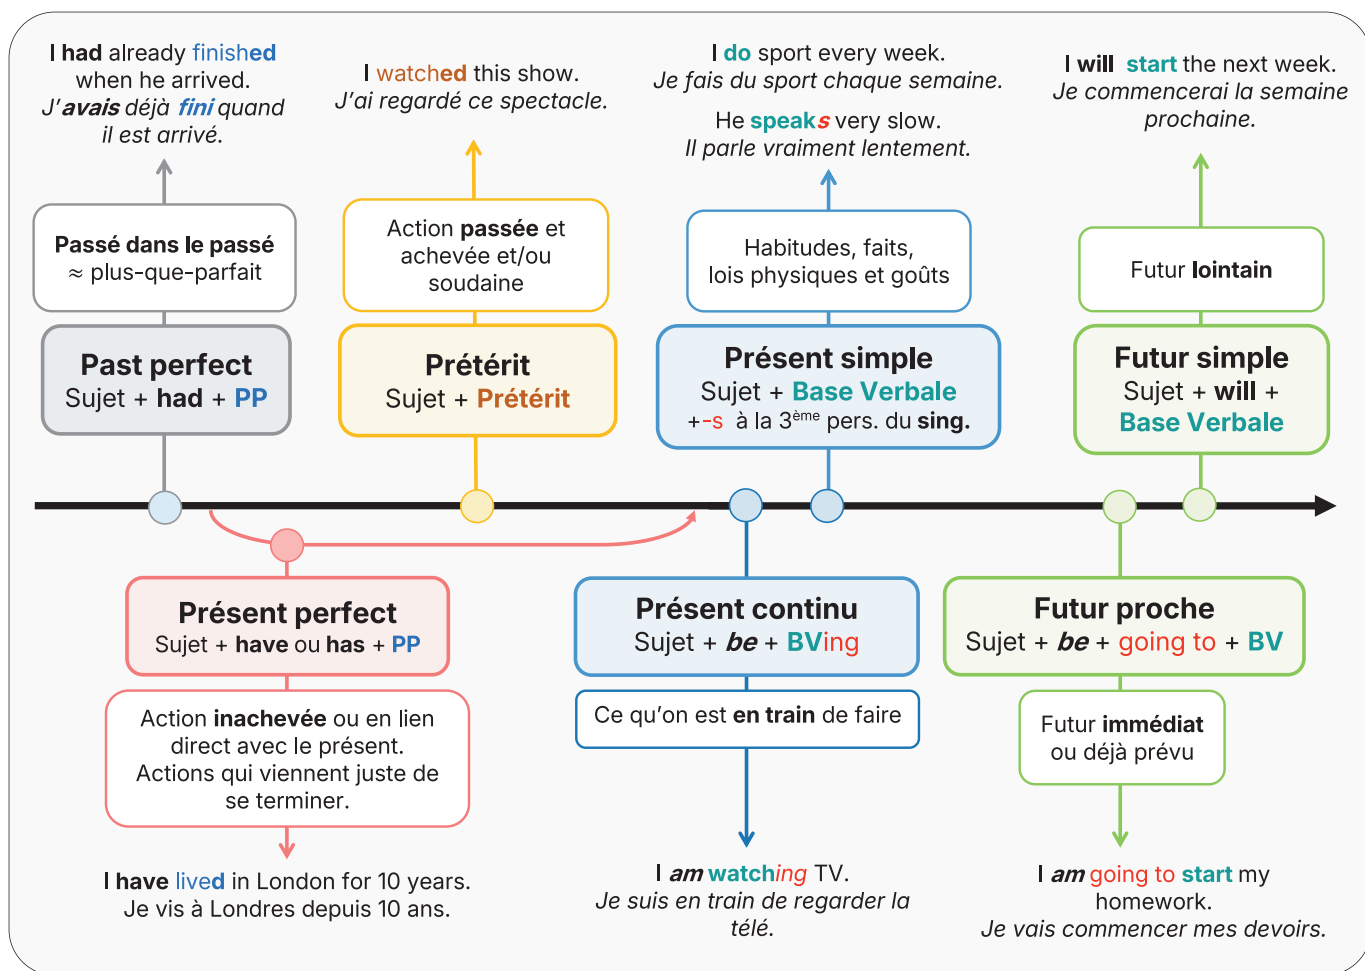 I had already finished
when he arrived.
J'avais déjà fini quand
il est arrivé.
Passé dans le passé
≈ plus-que-parfait
Past perfect
Sujet + had + PP
I watched this show.
J'ai regardé ce spectacle.
Action passée et
achevée et/ou
soudaine
Prétérit
Sujet + Prétérit
I do sport every week.
Je fais du sport chaque semaine.
He speaks very slow.
Il parle vraiment lentement.
Habitudes, faits,
lois physiques et goûts
Présent simple
Sujet + Base Verbale
+-s à la 3ème pers. du sing.
I will start the next week.
Je commencerai la semaine
prochaine.
Futur lointain
Futur simple
Sujet + will +
Base Verbale
Présent perfect
Sujet + have ou has + PP
Action inachevée ou en lien
direct avec le présent.
Actions qui viennent juste de
se terminer.
I have lived in London for 10 years.
Je vis à Londres depuis 10 ans.
Présent continu
Sujet + be + BVing
Ce qu'on est en train de faire
I am watching TV.
Je suis en train de regarder la
télé.
Futur proche
Sujet + be + going to + BV
Futur immédiat
ou déjà prévu
I am going to start my
homework.
Je vais commencer mes devoirs.